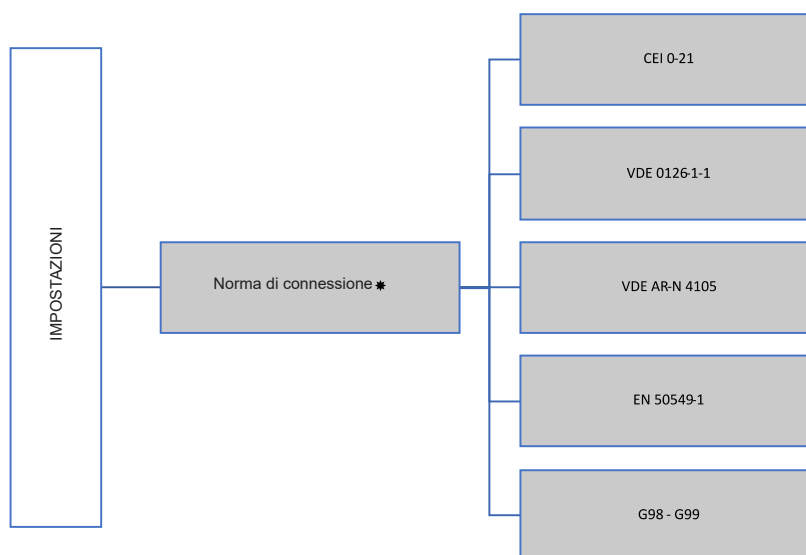 IMPOSTAZIONI
Norma di connessione ✸
CEI 0-21
VDE 0126-1-1
VDE AR-N 4105
EN 50549-1
G98 - G99